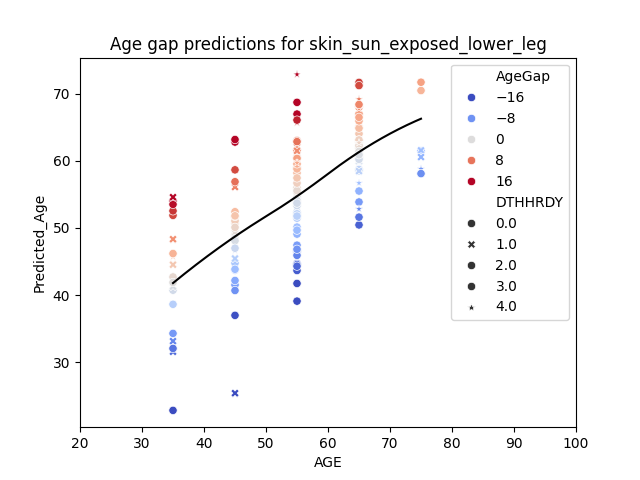 Age gap predictions for skin_sun_exposed_lower_leg
Predicted_Age
70
60
50
40
30
20 30 40 50 60 70 80 90 100
AGE
AgeGap
−16
−8
0
8
16
DTHHRDY
0.0
1.0
2.0
3.0
4.0